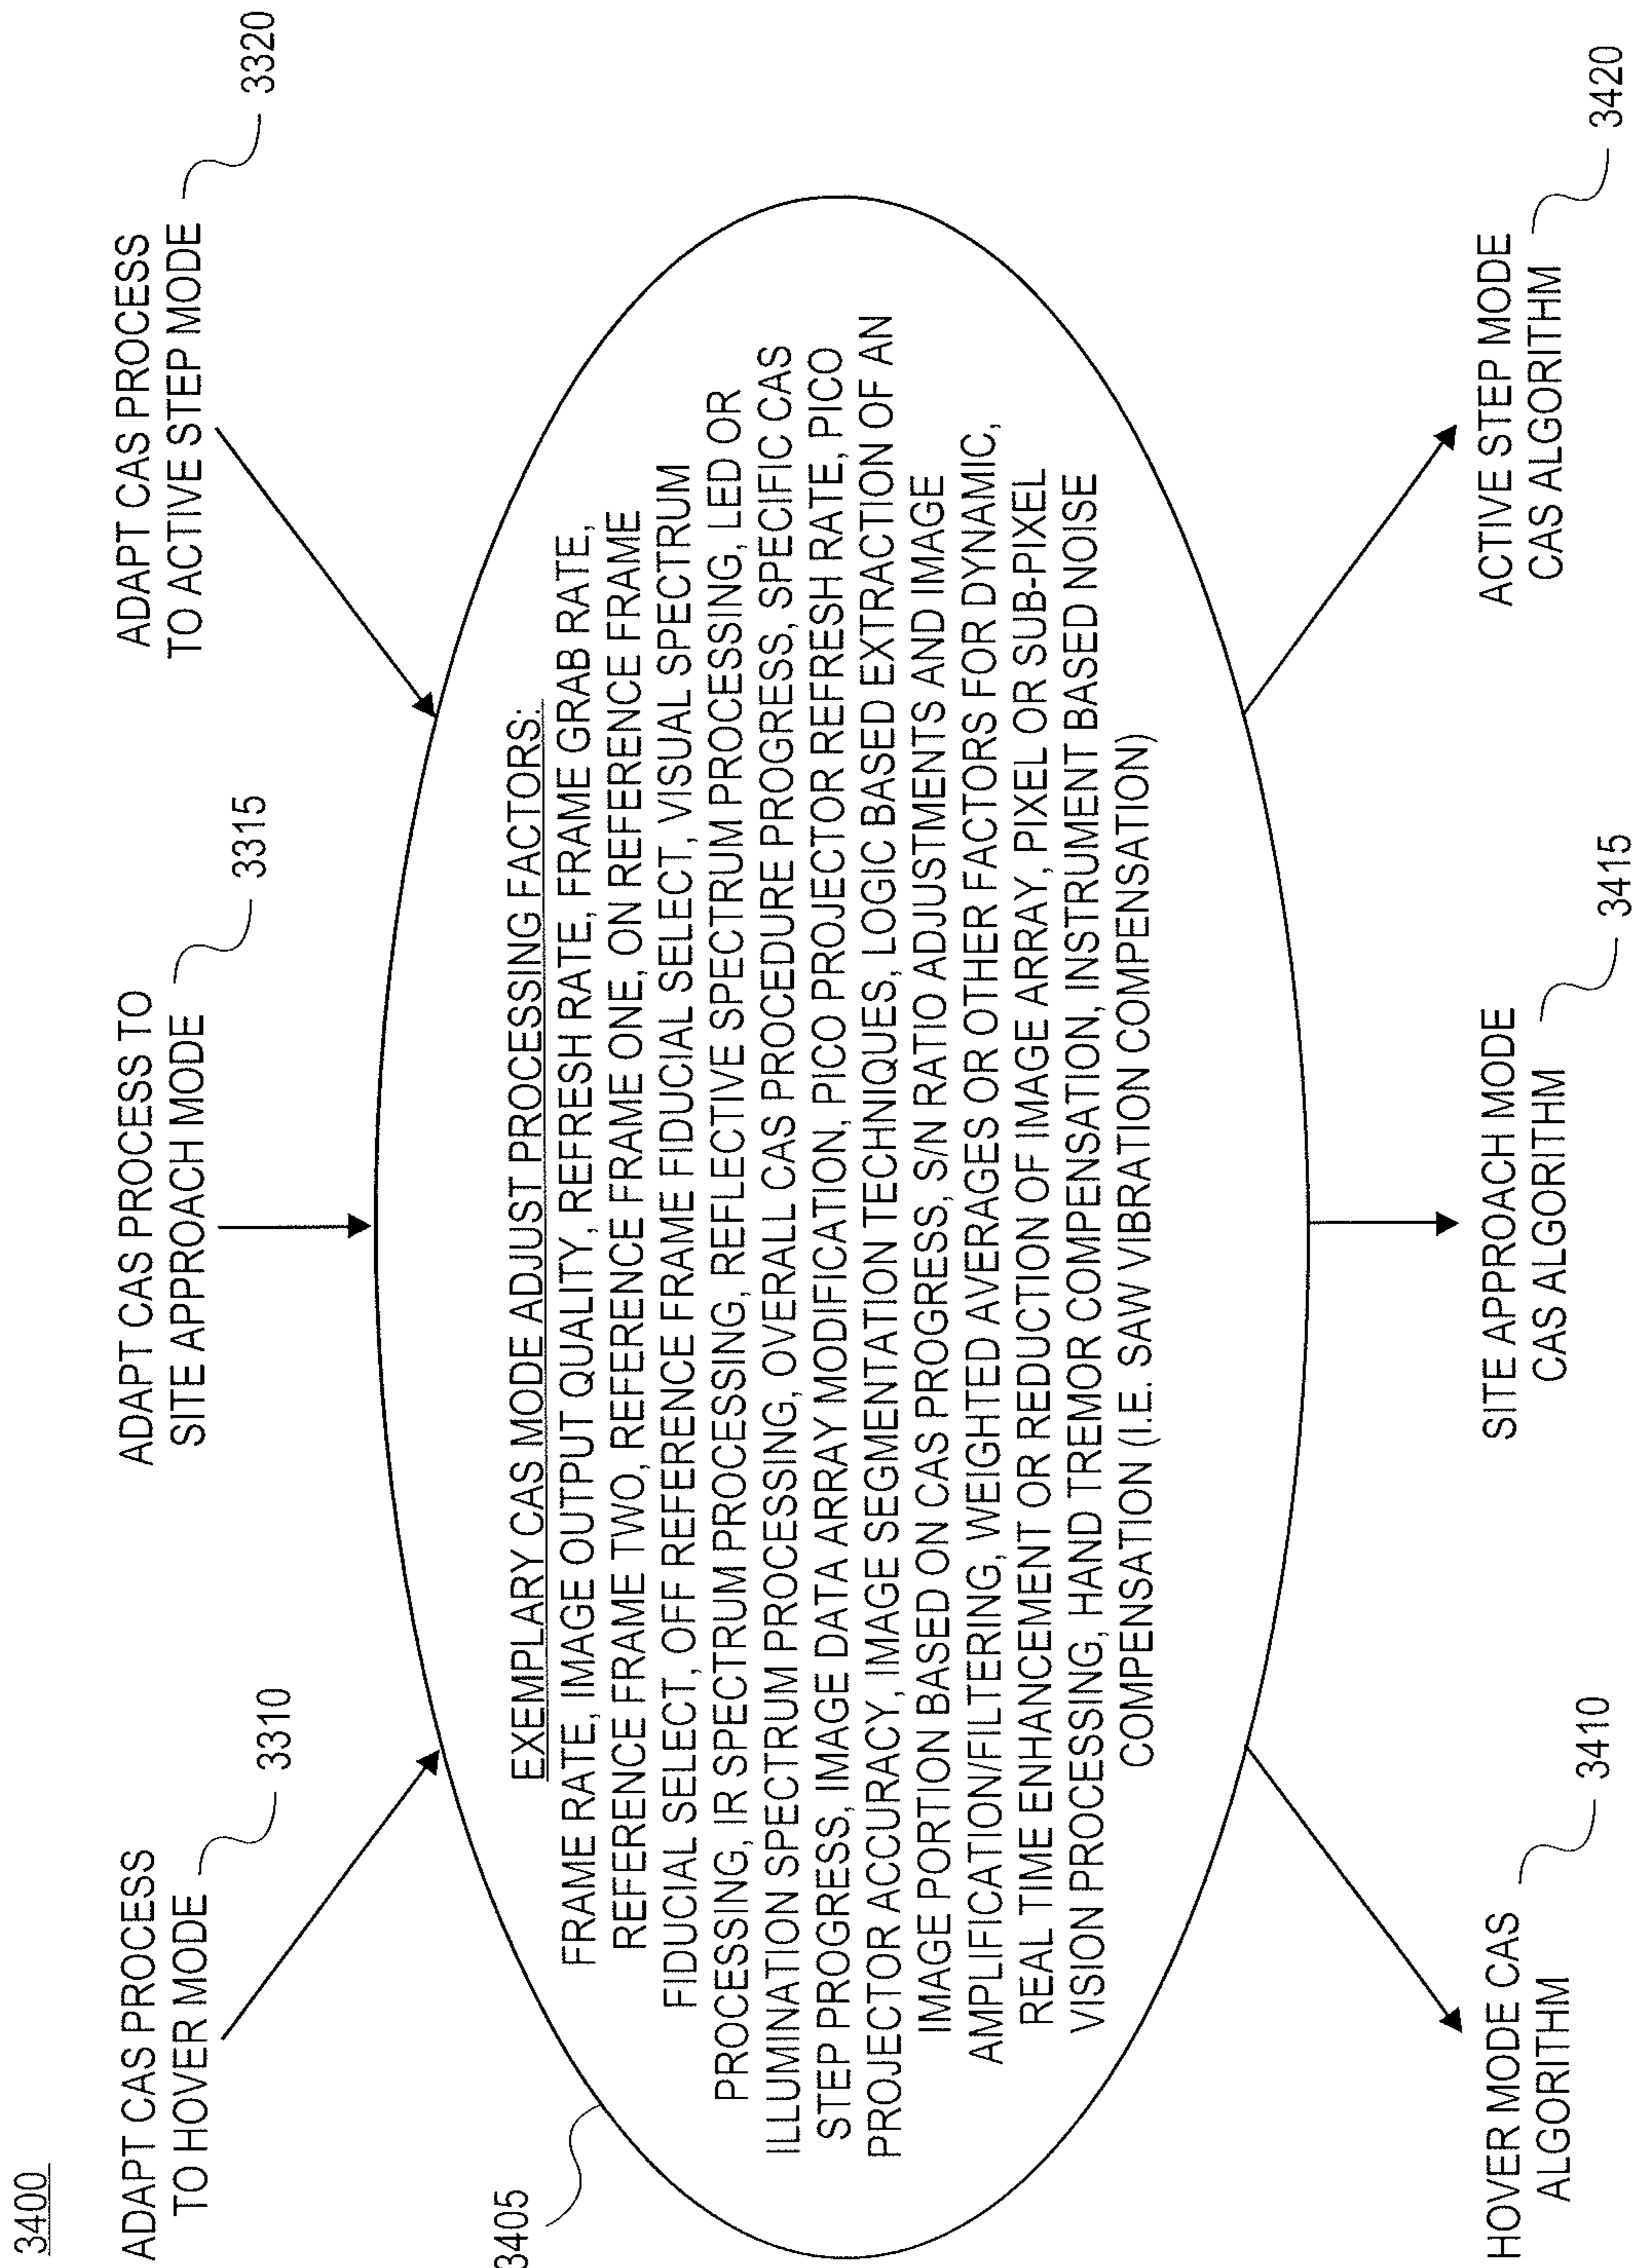 3400
ADAPT CAS PROCESS
TO HOVER MODE
3310
ADAPT CAS PROCESS TO
SITE APPROACH MODE
3315
ADAPT CAS PROCESS
TO ACTIVE STEP MODE
3320
3405
EXEMPLARY CAS MODE ADJUST PROCESSING FACTORS:
FRAME RATE, IMAGE OUTPUT QUALITY, REFRESH RATE, FRAME GRAB RATE,
REFERENCE FRAME TWO, REFERENCE FRAME ONE, ON REFERENCE FRAME
FIDUCIAL SELECT, OFF REFERENCE FRAME FIDUCIAL SELECT, VISUAL SPECTRUM
PROCESSING, IR SPECTRUM PROCESSING, REFLECTIVE SPECTRUM PROCESSING, LED OR
ILLUMINATION SPECTRUM PROCESSING, OVERALL CAS PROCEDURE PROGRESS, SPECIFIC CAS
STEP PROGRESS, IMAGE DATA ARRAY MODIFICATION, PICO PROJECTOR REFRESH RATE, PICO
PROJECTOR ACCURACY, IMAGE SEGMENTATION TECHNIQUES, LOGIC BASED EXTRACTION OF AN
IMAGE PORTION BASED ON CAS PROGRESS, S/N RATIO ADJUSTMENTS AND IMAGE
AMPLIFICATION/FILTERING, WEIGHTED AVERAGES OR OTHER FACTORS FOR DYNAMIC,
REAL TIME ENHANCEMENT OR REDUCTION OF IMAGE ARRAY, PIXEL OR SUB-PIXEL
VISION PROCESSING, HAND TREMOR COMPENSATION, INSTRUMENT BASED NOISE
COMPENSATION (I.E. SAW VIBRATION COMPENSATION)
HOVER MODE CAS
ALGORITHM
3410
SITE APPROACH MODE
CAS ALGORITHM
3415
ACTIVE STEP MODE
CAS ALGORITHM
3420